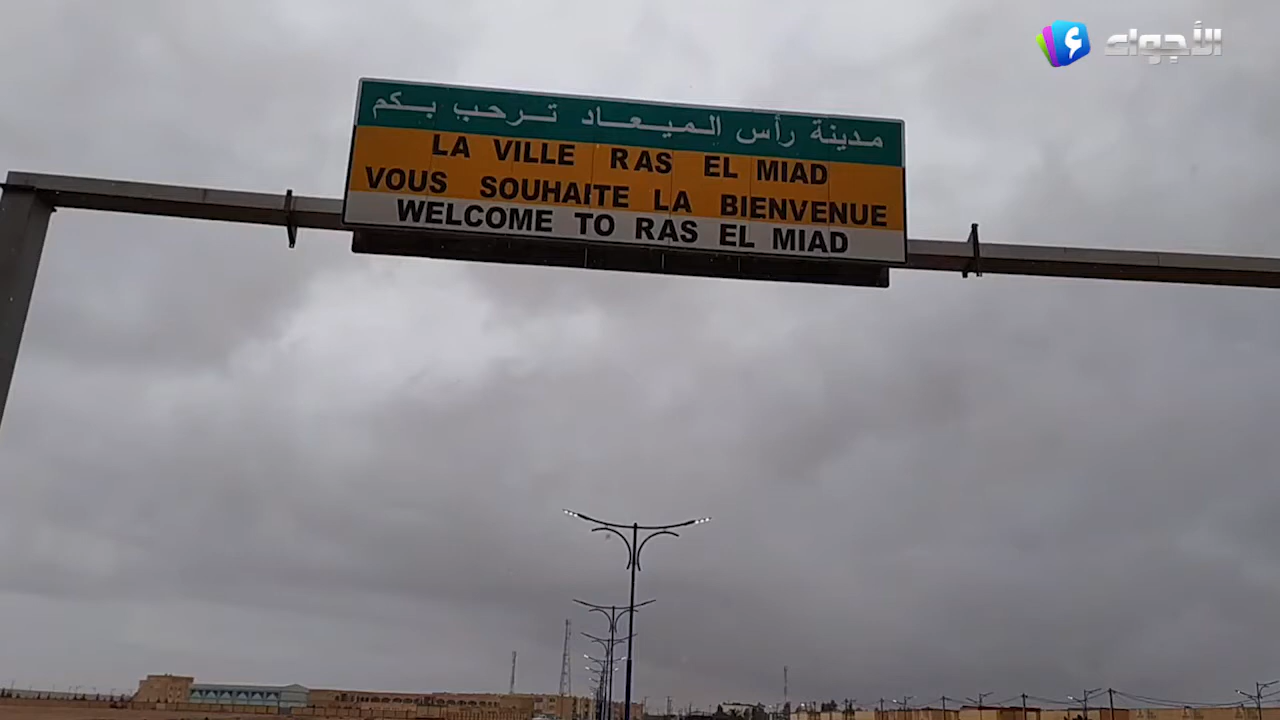 الأجواء
مدينة رأس الميعاد ترحب بكم
LA VILLE RAS EL MIAD
VOUS SOUHAITE LA BIENVENUE
WELCOME TO RAS EL MIAD